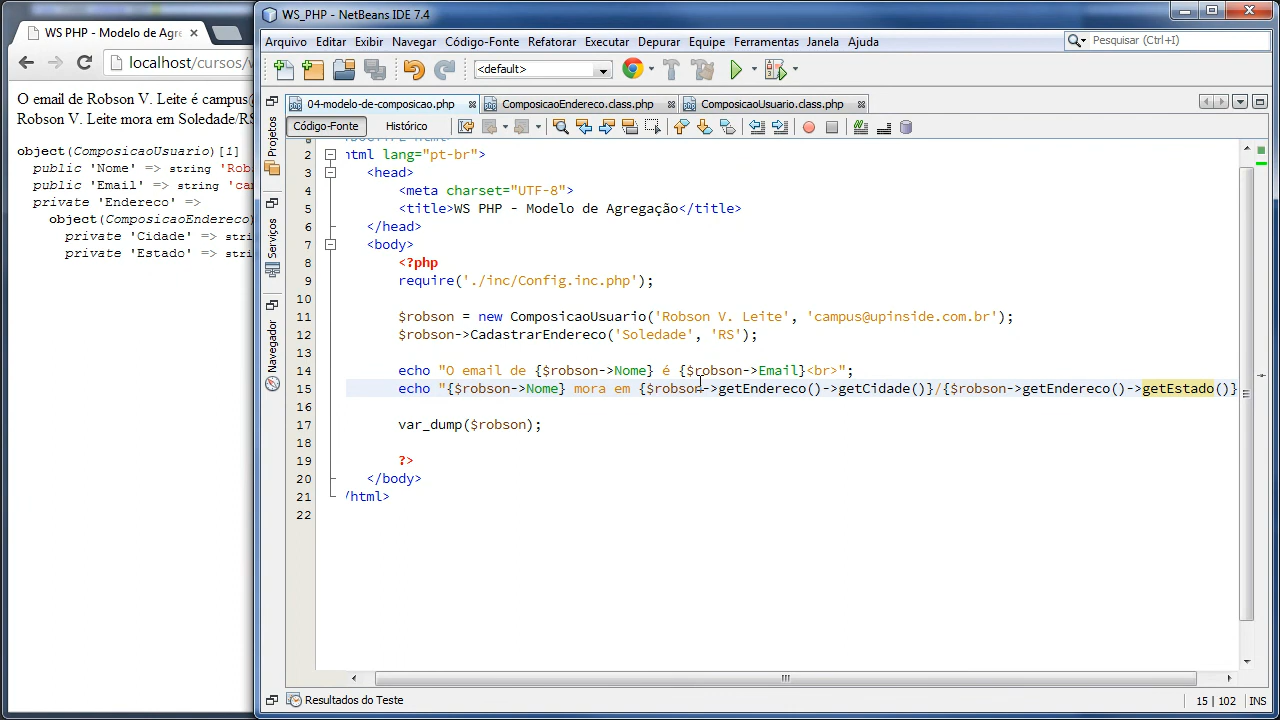 WS PHP - Modelo de Agre
localhost/cursos/
O email de Robson V. Leite é campus@
Robson V. Leite mora em Soledade/RS
object(ComposicaoUsuario)[1]
public 'Nome' => string 'Rob
public 'Email' => string 'ca
private 'Endereco' =>
object(ComposicaoEndereco)
private 'Cidade' => stri
private 'Estado' => stri
WS_PHP - NetBeans IDE 7.4
Arquivo Editar Exibir Navegar Código-Fonte Refatorar Executar Depurar Equipe Ferramentas Janela Ajuda
Pesquisar (Ctrl+I)
<default>
04-modelo-de-composicao.php ComposicaoEndereco.class.php ComposicaoUsuario.class.php
Código-Fonte Histórico
Projetos
Serviços
Navegador
2 html lang="pt-br">
3 <head>
4 <meta charset="UTF-8">
5 <title>WS PHP - Modelo de Agregação</title>
6 </head>
7 <body>
8 <?php
9 require('./inc/Config.inc.php');
10
11 $robson = new ComposicaoUsuario('Robson V. Leite', 'campus@upinside.com.br');
12 $robson->CadastrarEndereco('Soledade', 'RS');
13
14 echo "O email de {$robson->Nome} é {$robson->Email}<br>";
15 echo "{$robson->Nome} mora em {$robson->getEndereco()->getCidade()}/{$robson->getEndereco()->getEstado()}
16
17 var_dump($robson);
18
19 ?>
20 </body>
21 /html>
22
Resultados do Teste
15 | 102 INS